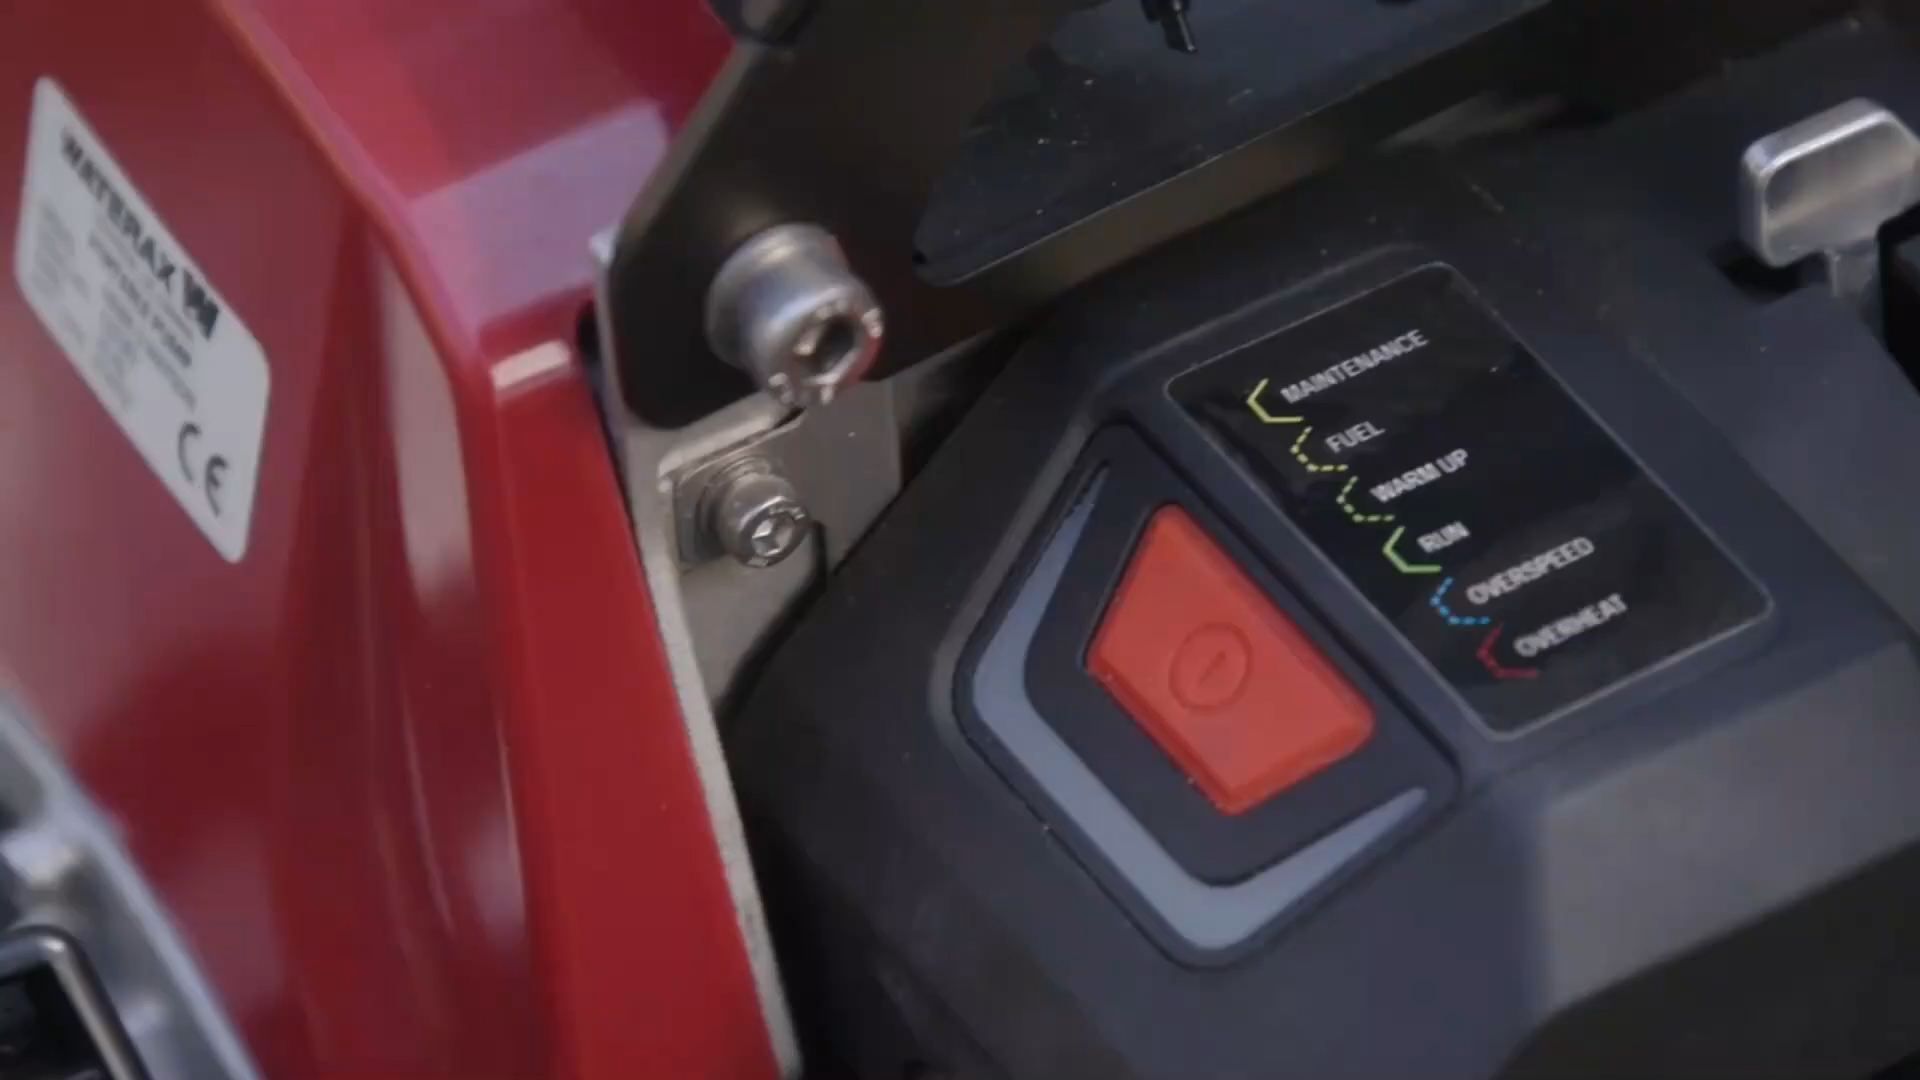 WATERAX
CE
MAINTENANCE
FUEL
WARM UP
RUN
OVERSPEED
OVERHEAT